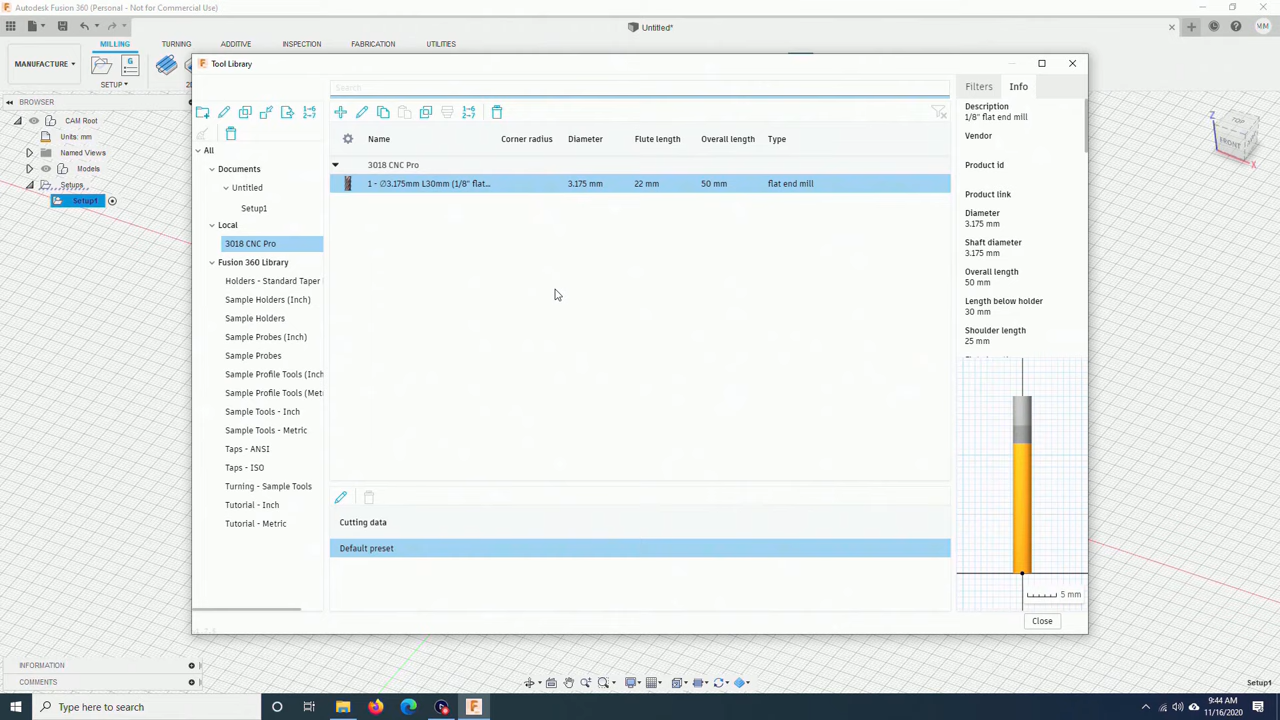 Autodesk Fusion 360 (Personal - Not for Commercial Use)
Untitled*
MM
MILLING
TURNING
ADDITIVE
INSPECTION
FABRICATION
UTILITIES
MANUFACTURE
SETUP
BROWSER
CAM Root
Units: mm
Named Views
Models
Setups
Setup1
Tool Library
Search
All
Documents
Untitled
Setup1
Local
3018 CNC Pro
Fusion 360 Library
Holders - Standard Taper
Sample Holders (Inch)
Sample Holders
Sample Probes (Inch)
Sample Probes
Sample Profile Tools (Inch
Sample Profile Tools (Met
Sample Tools - Inch
Sample Tools - Metric
Taps - ANSI
Taps - ISO
Turning - Sample Tools
Tutorial - Inch
Tutorial - Metric
Name Corner radius Diameter Flute length Overall length Type
3018 CNC Pro
1 - ∅3.175mm L30mm (1/8" flat... 3.175 mm 22 mm 50 mm flat end mill
Cutting data
Default preset
Filters Info
Description
1/8" flat end mill
Vendor
Product id
Product link
Diameter
3.175 mm
Shaft diameter
3.175 mm
Overall length
50 mm
Length below holder
30 mm
Shoulder length
25 mm
5 mm
Close
TOP
FRONT
Z
X
INFORMATION
COMMENTS
Setup1
Type here to search
9:44 AM
11/16/2020